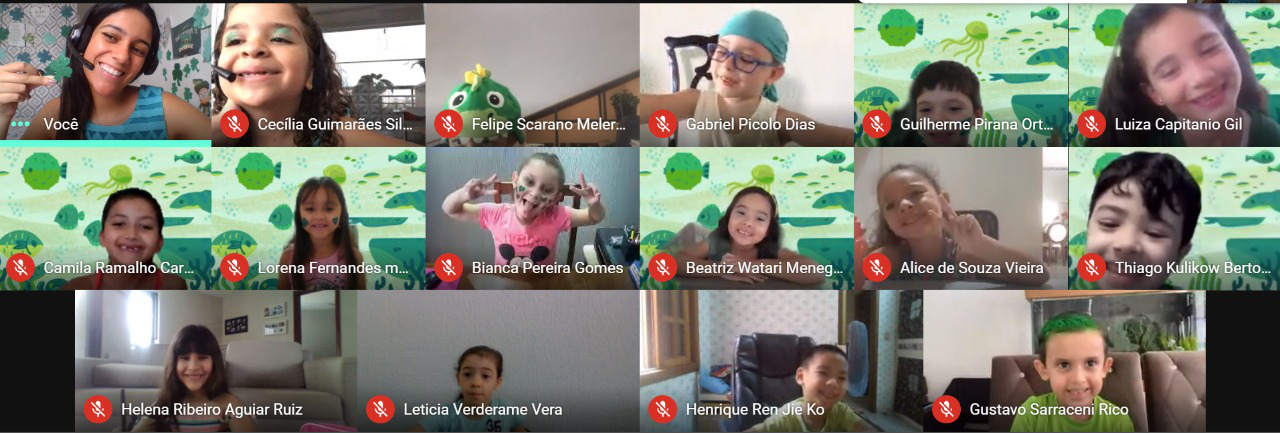 Você
Cecília Guimarães Sil...
Felipe Scarano Meler...
Gabriel Picolo Dias
Guilherme Pirana Ort...
Luiza Capitanio Gil
Camila Ramalho Car...
Lorena Fernandes m...
Bianca Pereira Gomes
Beatriz Watari Meneg...
Alice de Souza Vieira
Thiago Kulikow Berto...
Helena Ribeiro Aguiar Ruiz
Leticia Verderame Vera
35
Henrique Ren Jie Ko
Gustavo Sarraceni Rico